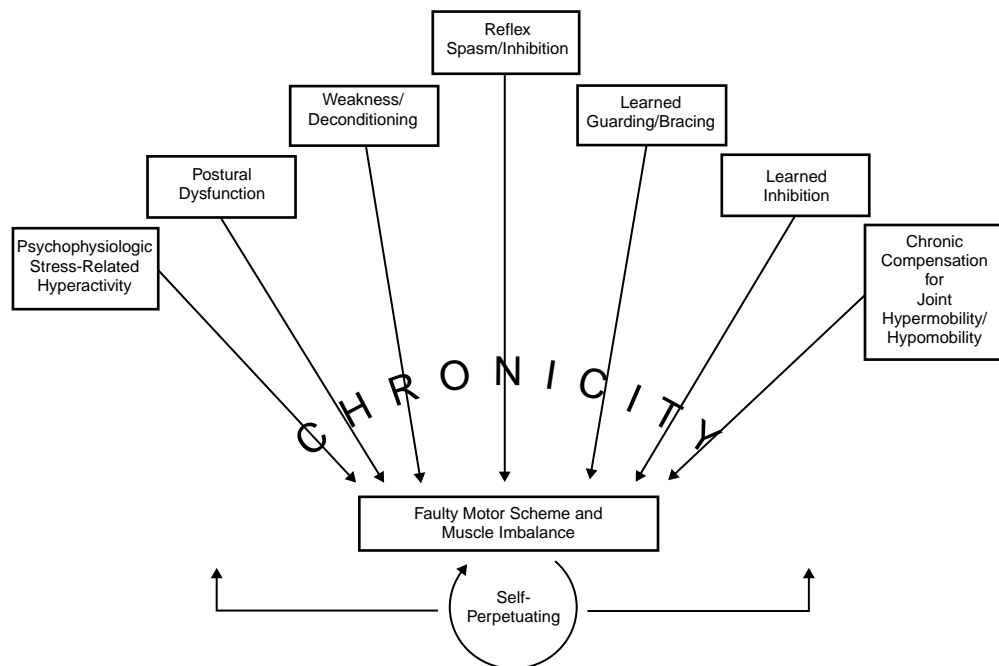 Reflex
Spasm/Inhibition
Weakness/
Deconditioning
Learned
Guarding/Bracing
Postural
Dysfunction
Learned
Inhibition
Psychophysiologic
Stress-Related
Hyperactivity
Chronic
Compensation
for
Joint
Hypermobility/
Hypomobility
CHRONICITY
Faulty Motor Scheme and
Muscle Imbalance
Self-
Perpetuating